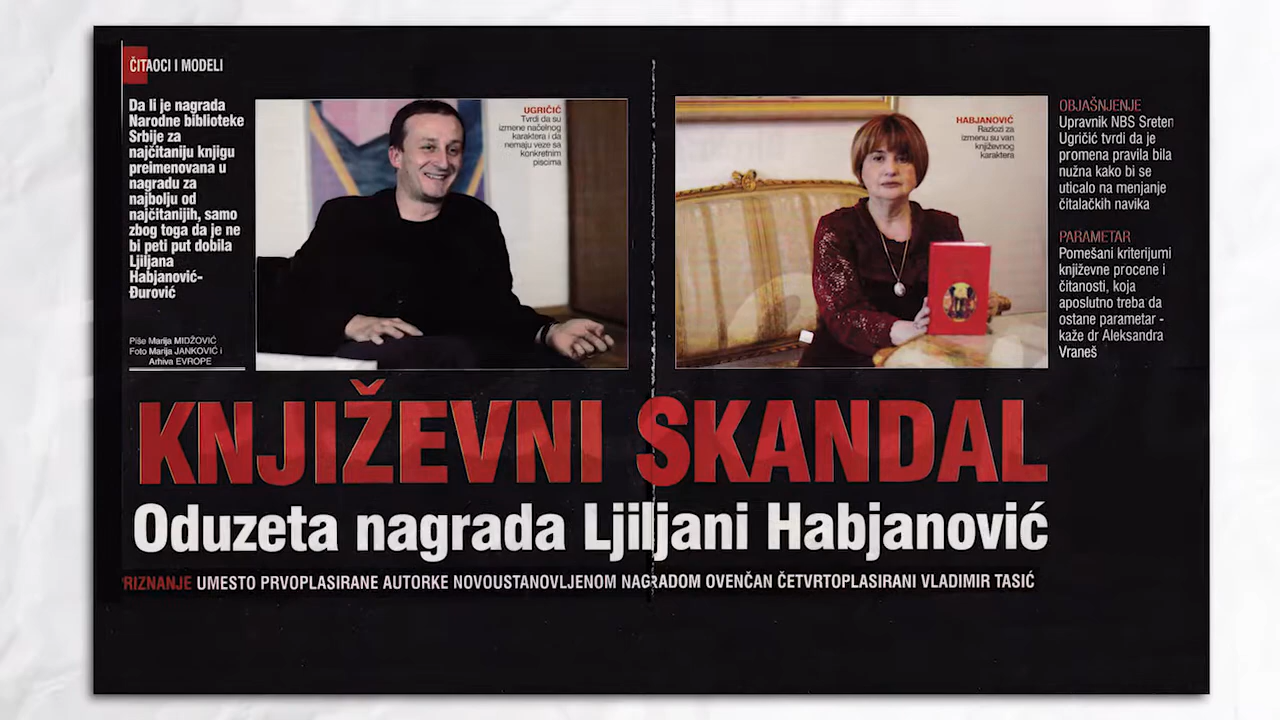 ČITAOCI I MODELI
Da li je nagrada
Narodne biblioteke
Srbije za
najčitaniju knjigu
preimenovana u
nagradu za
najbolju od
najčitanijih, samo
zbog toga da je ne
bi peti put dobila
Ljiljana
Habjanović-
Đurović
Piše Marija MIDŽOVIĆ
Foto Marija JANKOVIĆ i
Arhiva EVROPE
UGRIČIĆ
Tvrdi da su
izmene načelnog
karaktera i da
nemaju veze sa
konkretnim
piscima
HABJANOVIĆ
Razlozi za
izmenu su van
književnog
karaktera
OBJAŠNJENJE
Upravnik NBS Sreten
Ugričić tvrdi da je
promena pravila bila
nužna kako bi se
uticalo na menjanje
čitalačkih navika
PARAMETAR
Pomešani kriterijumi
književne procene i
čitanosti, koja
aposlutno treba da
ostane parametar -
kaže dr Aleksandra
Vraneš
KNJIŽEVNI SKANDAL
Oduzeta nagrada Ljiljani Habjanović
RIZNANJE UMESTO PRVOPLASIRANE AUTORKE NOVOUSTANOVLJENOM NAGRADOM OVENČAN ČETVRTOPLASIRANI VLADIMIR TASIĆ